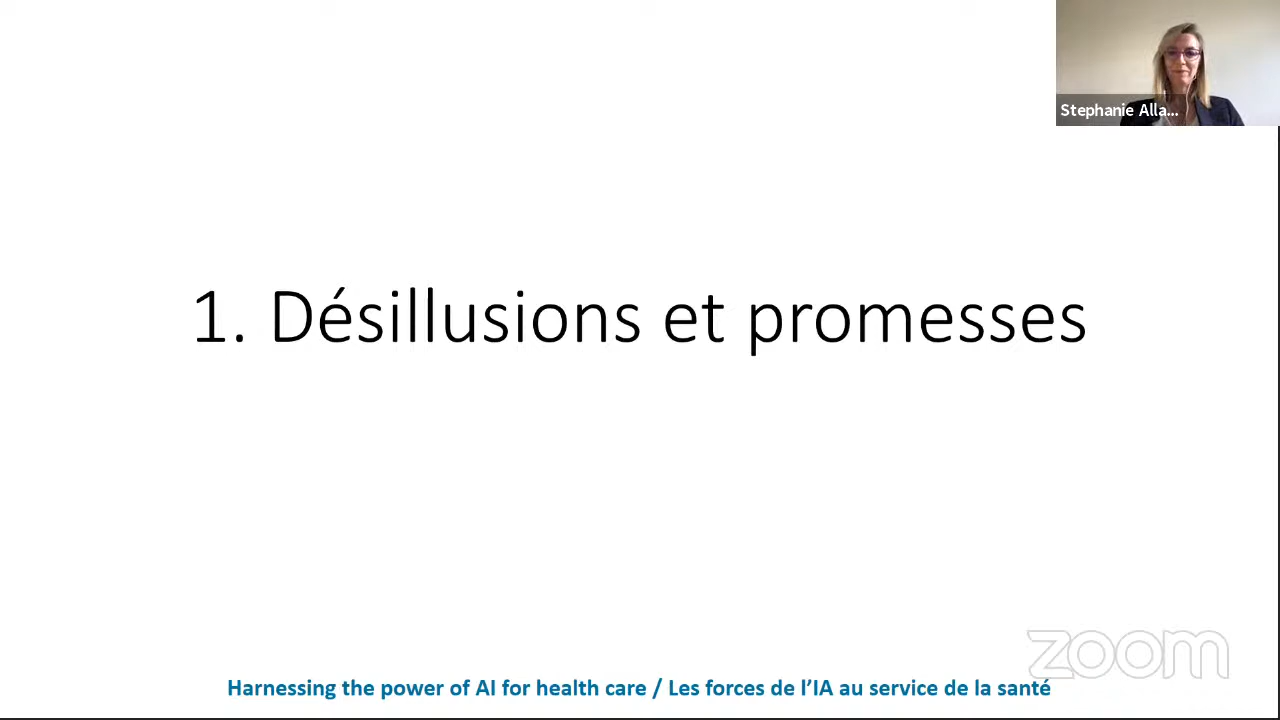 Stephanie Alla...
1. Désillusions et promesses
zoom
Harnessing the power of AI for health care / Les forces de l’IA au service de la santé